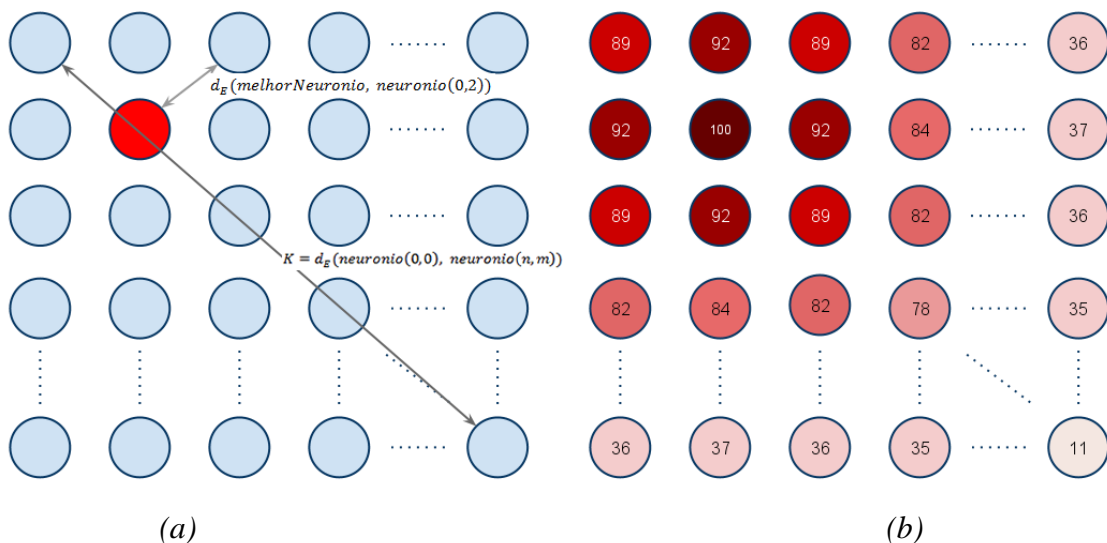 d_E(melhorNeuronio, neuronio(0,2))
K = d_E(neuronio(0,0), neuronio(n,m))
89 92 89 82 36
92 100 92 84 37
89 92 89 82 36
82 84 82 78 35
36 37 36 35 11
(a) (b)